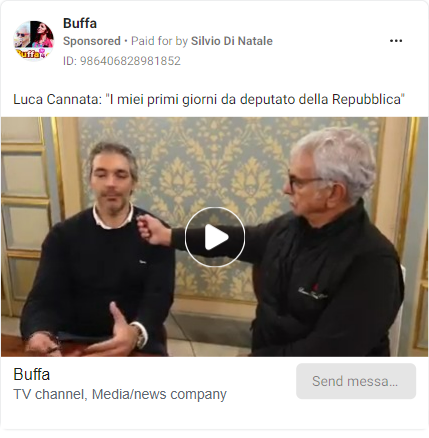 Buffa
Sponsored • Paid for by Silvio Di Natale
ID: 986406828981852
Luca Cannata: "I miei primi giorni da deputato della Repubblica"
Buffa
Buffa
TV channel, Media/news company
Send messa...